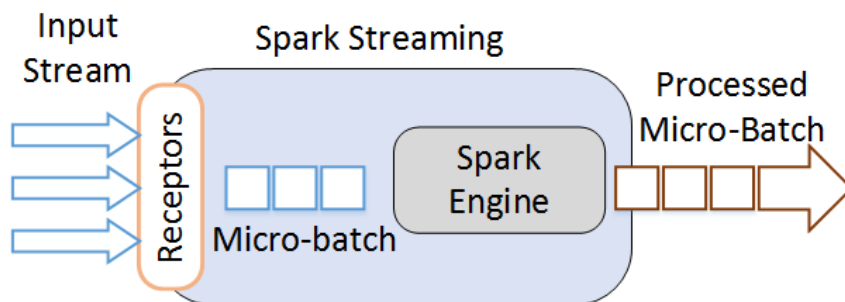 Input
Stream
Spark Streaming
Receptors
Micro-batch
Spark
Engine
Processed
Micro-Batch